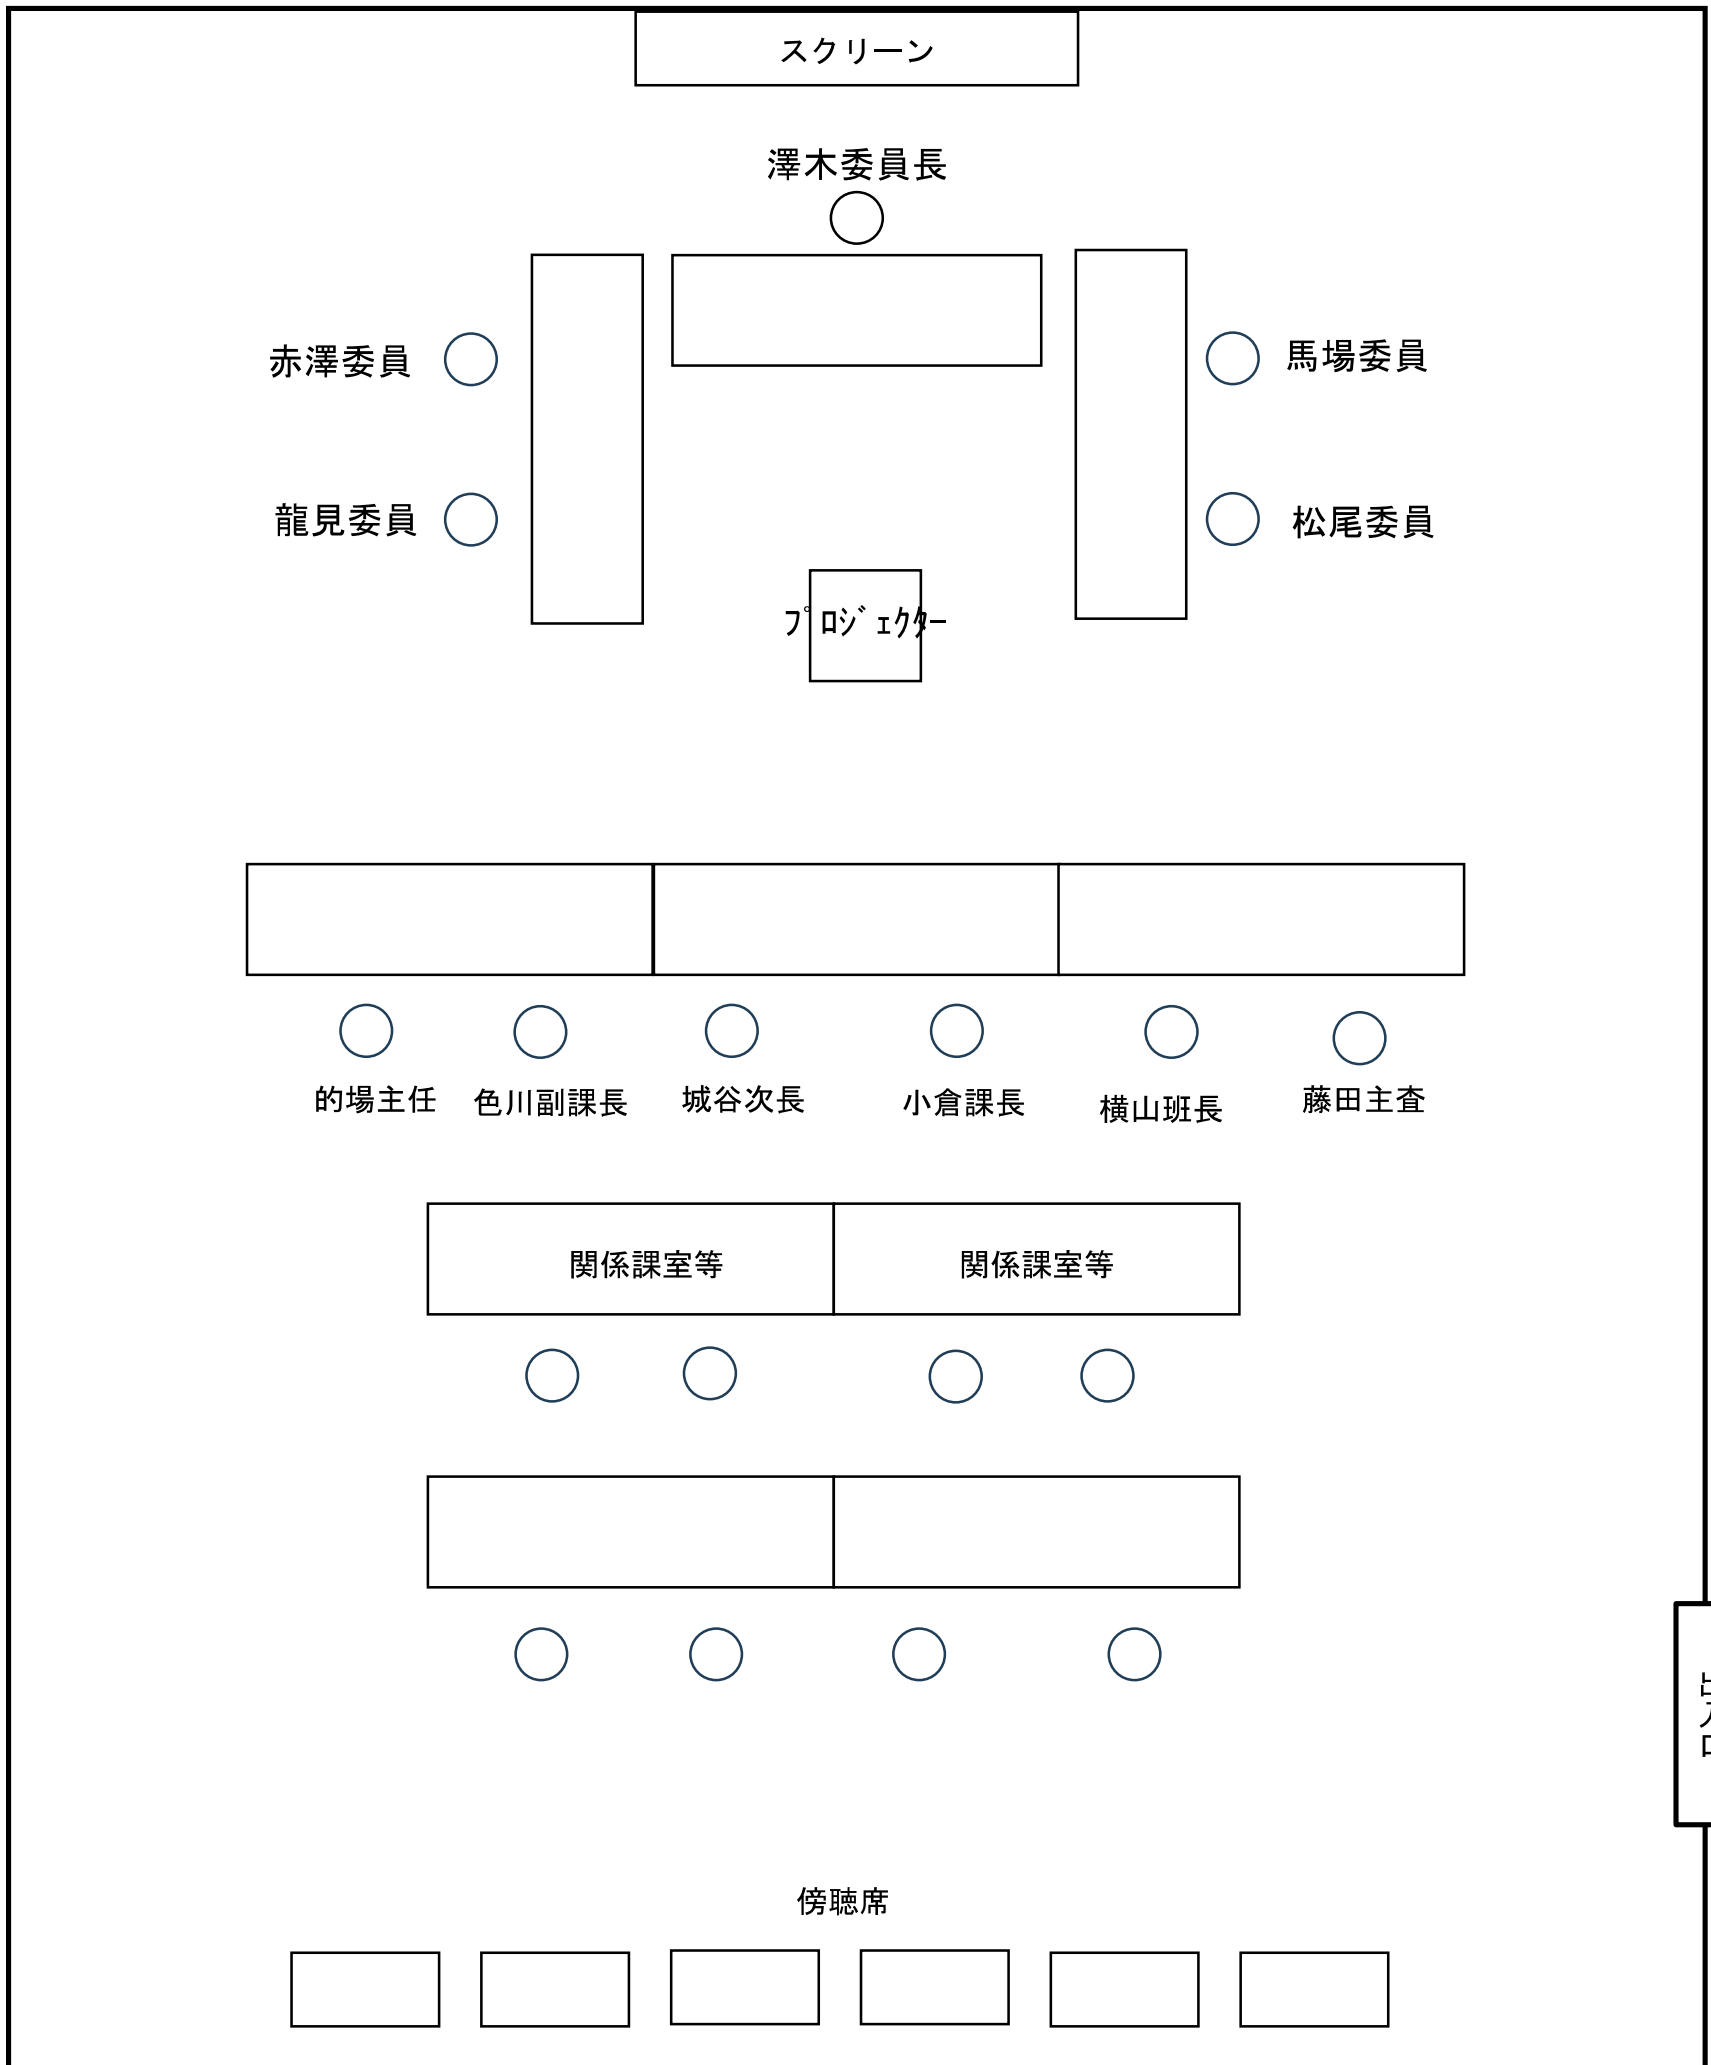 スクリーン
澤木委員長
赤澤委員
馬場委員
龍見委員
松尾委員
ﾌﾟﾛｼﾞｪｸﾀｰ
的場主任
色川副課長
城谷次長
小倉課長
横山班長
藤田主査
関係課室等
関係課室等
出入口
傍聴席